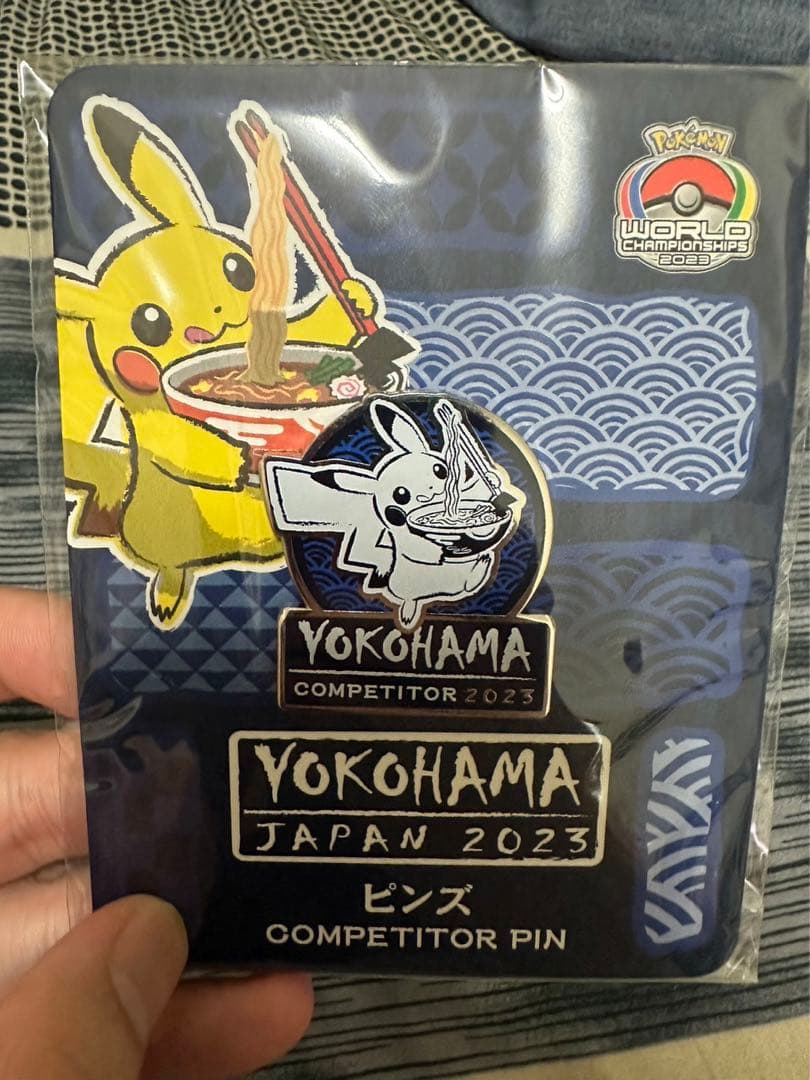 Pokémon
WORLD
CHAMPIONSHIPS
2023
YOKOHAMA
COMPETITOR 2023
YOKOHAMA
JAPAN 2023
ピンズ
COMPETITOR PIN